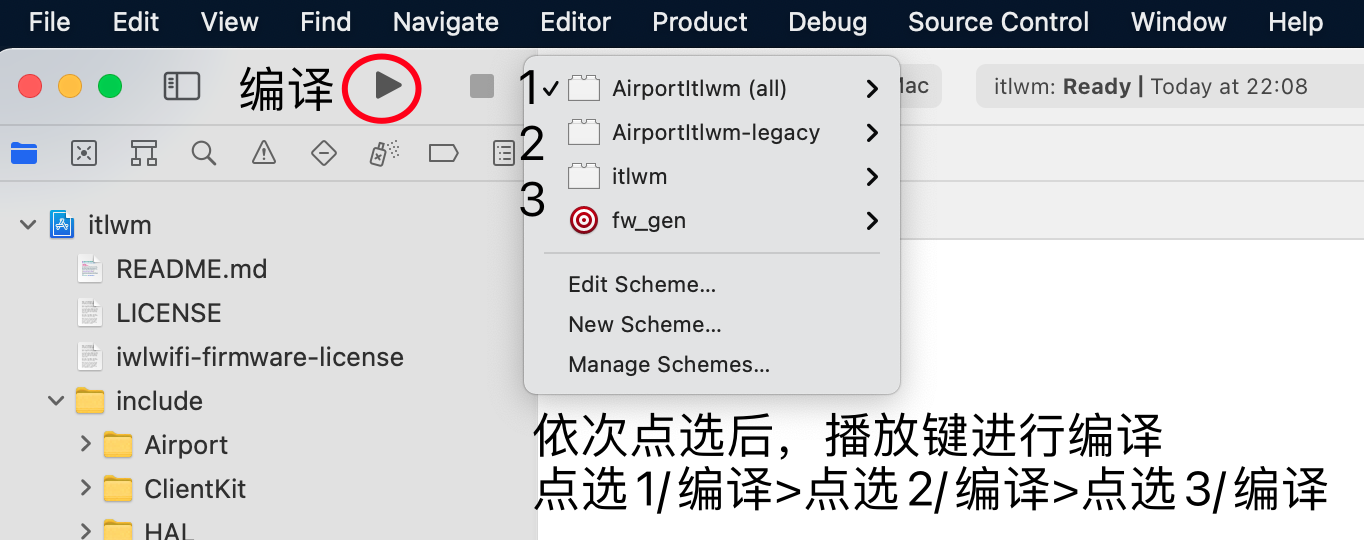 File Edit View Find Navigate Editor Product Debug Source Control Window Help
编译
1 AirportItlwm (all)
Mac
itlwm: Ready | Today at 22:08
2 AirportItlwm-legacy
itlwm
3
fw_gen
Edit Scheme...
New Scheme...
Manage Schemes...
itlwm
README.md
LICENSE
iwlwifi-firmware-license
include
Airport
ClientKit
HAL
依次点选后，播放键进行编译
点选1/编译>点选2/编译>点选3/编译